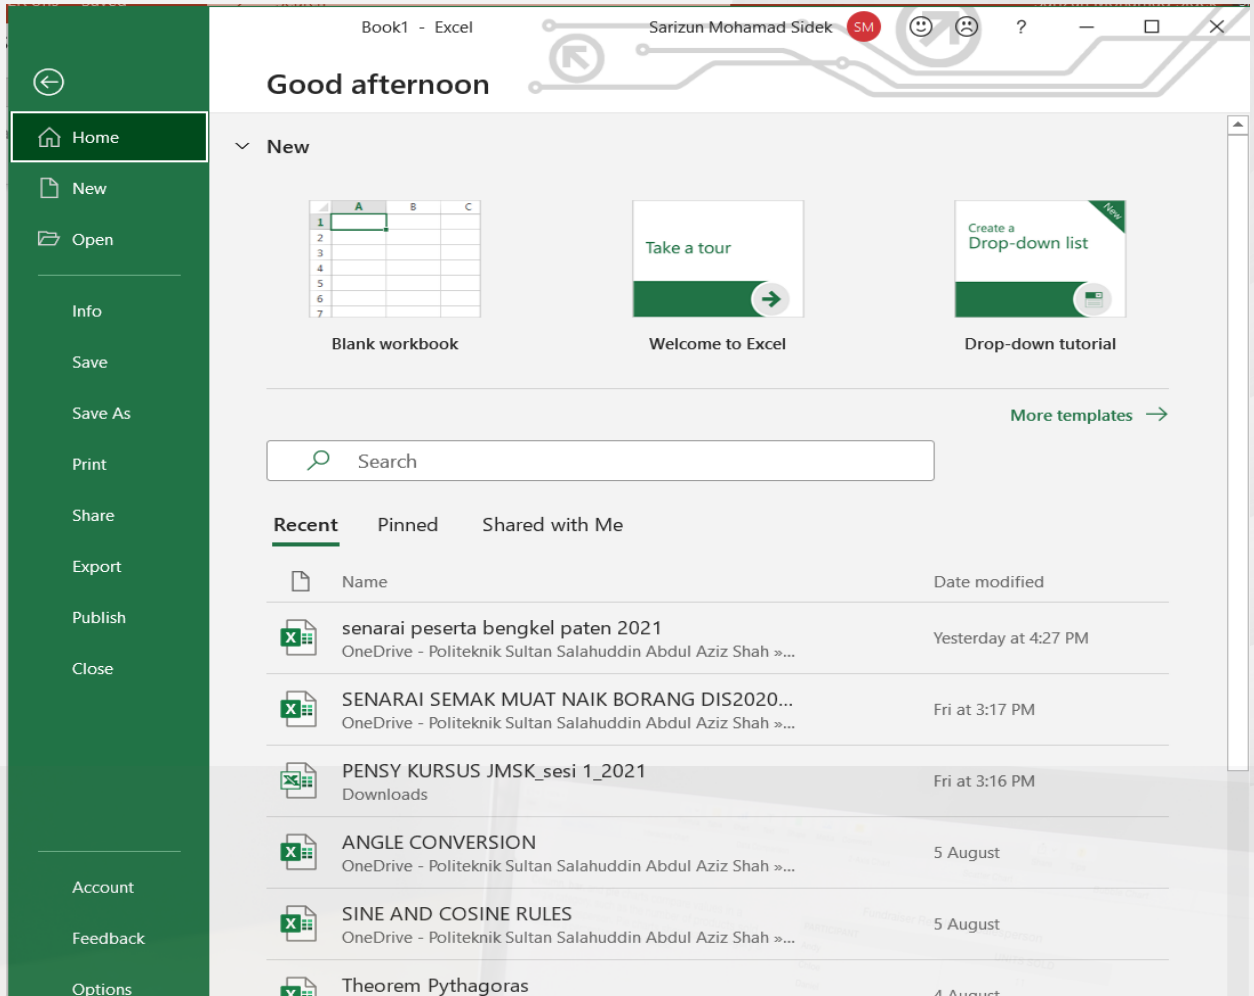 Book1 - Excel
Sarizun Mohamad Sidek
SM
?
Good afternoon
Home
New
Open
Info
Save
Save As
Print
Share
Export
Publish
Close
Account
Feedback
Options
New
A B C
1
2
3
4
5
6
7
Blank workbook
Take a tour
Welcome to Excel
New
Create a
Drop-down list
Drop-down tutorial
More templates
Search
Recent Pinned Shared with Me
Name Date modified
senarai peserta bengkel paten 2021
OneDrive - Politeknik Sultan Salahuddin Abdul Aziz Shah »...
Yesterday at 4:27 PM
SENARAI SEMAK MUAT NAIK BORANG DIS2020...
OneDrive - Politeknik Sultan Salahuddin Abdul Aziz Shah »...
Fri at 3:17 PM
PENSY KURSUS JMSK_sesi 1_2021
Downloads
Fri at 3:16 PM
ANGLE CONVERSION
OneDrive - Politeknik Sultan Salahuddin Abdul Aziz Shah »...
5 August
SINE AND COSINE RULES
OneDrive - Politeknik Sultan Salahuddin Abdul Aziz Shah »...
5 August
Theorem Pythagoras
4 August